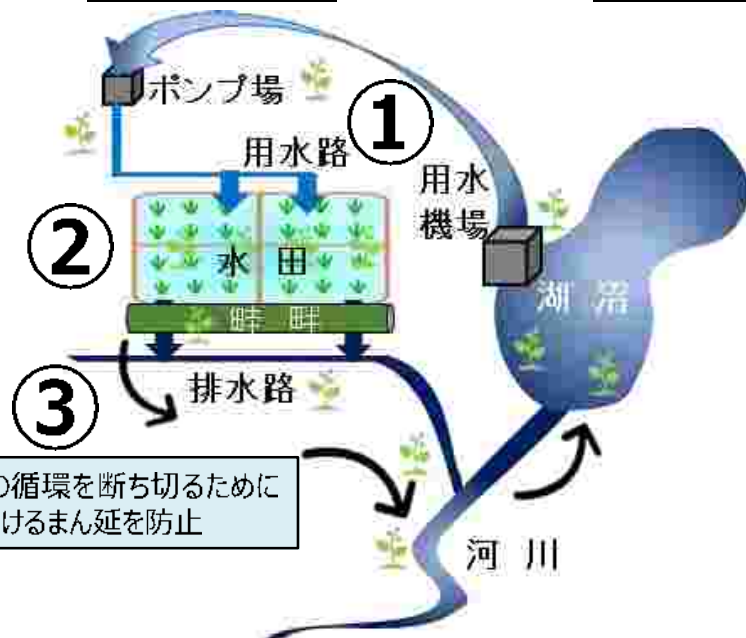 ポンプ場
①
用水路
用水
機場
②
水田
湖沼
畦畔
排水路
③
の循環を断ち切るために
けるまん延を防止
河川